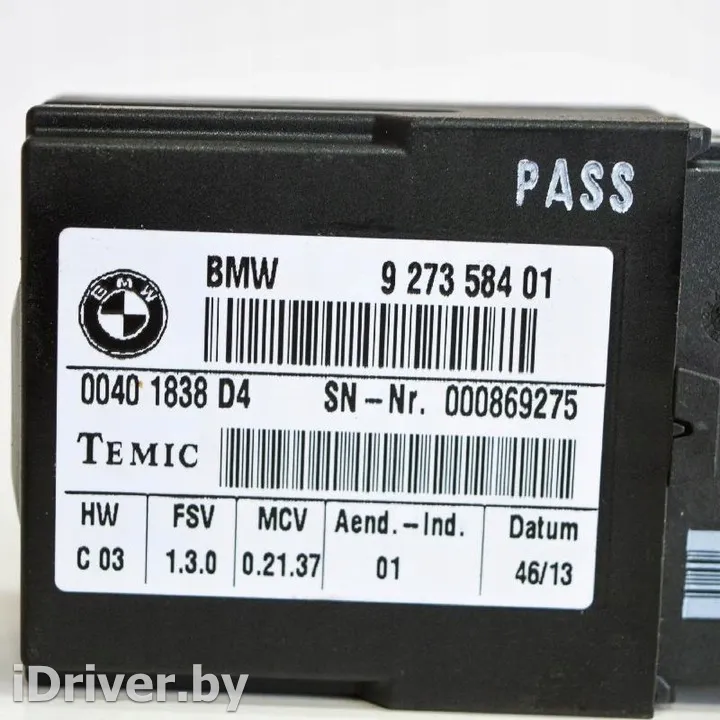 PASS
BMW 9 273 584 01
BMW
0040 1838 D4 SN-Nr. 000869275
TEMIC
HW FSV MCV Aend.-Ind. Datum
C 03 1.3.0 0.21.37 01 46/13
iDriver.by